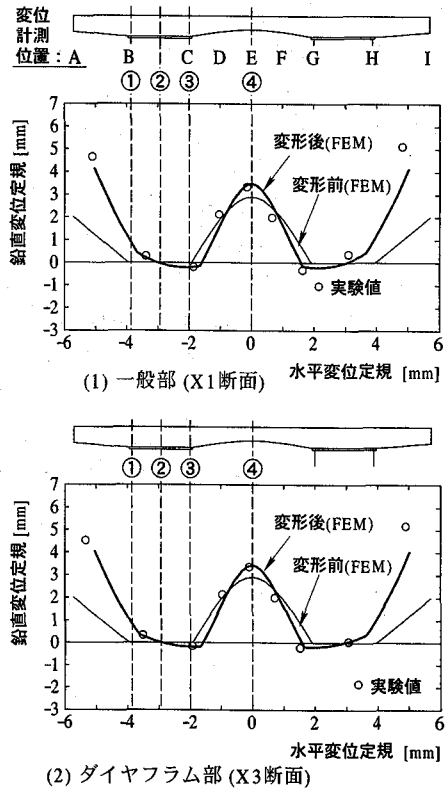 変位
計測
位置：A B C D E F G H I
① ② ③ ④
鉛直変位定規 [mm]
7
6
5
4
3
2
1
0
-1
-2
-3
変形後(FEM)
変形前(FEM)
○ 実験値
-6 -4 -2 0 2 4 6
水平変位定規 [mm]
(1) 一般部 (X1断面)
① ② ③ ④
鉛直変位定規 [mm]
7
6
5
4
3
2
1
0
-1
-2
-3
変形後(FEM)
変形前(FEM)
○ 実験値
-6 -4 -2 0 2 4 6
水平変位定規 [mm]
(2) ダイヤフラム部 (X3断面)